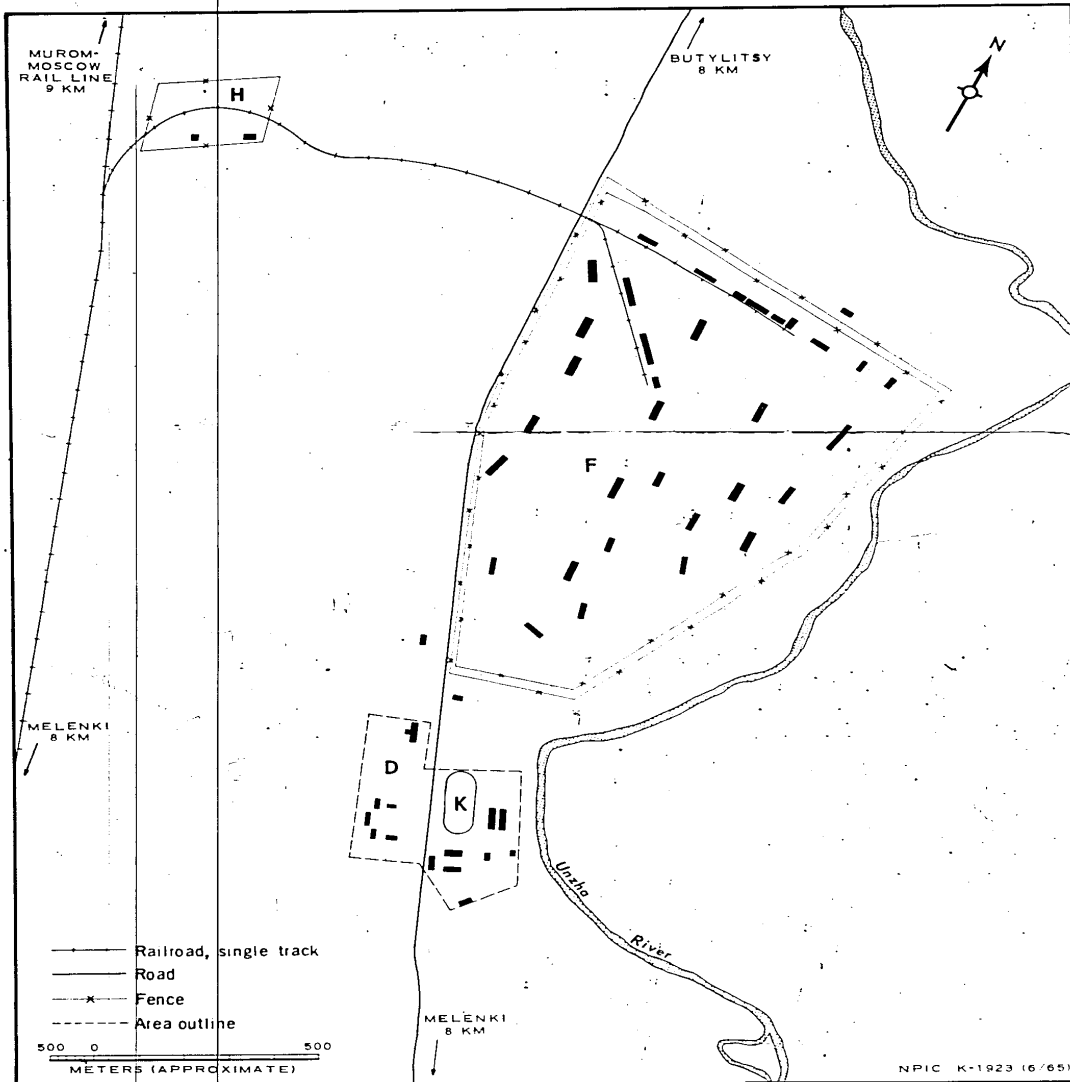 MUROM-
MOSCOW
RAIL LINE
9 KM
H
BUTYLITSY
8 KM
N
F
MELENKI
8 KM
D
K
Unzha
River
Railroad, single track
Road
Fence
Area outline
500 0 500
METERS (APPROXIMATE)
MELENKI
8 KM
NPIC K-1923 (6/65)